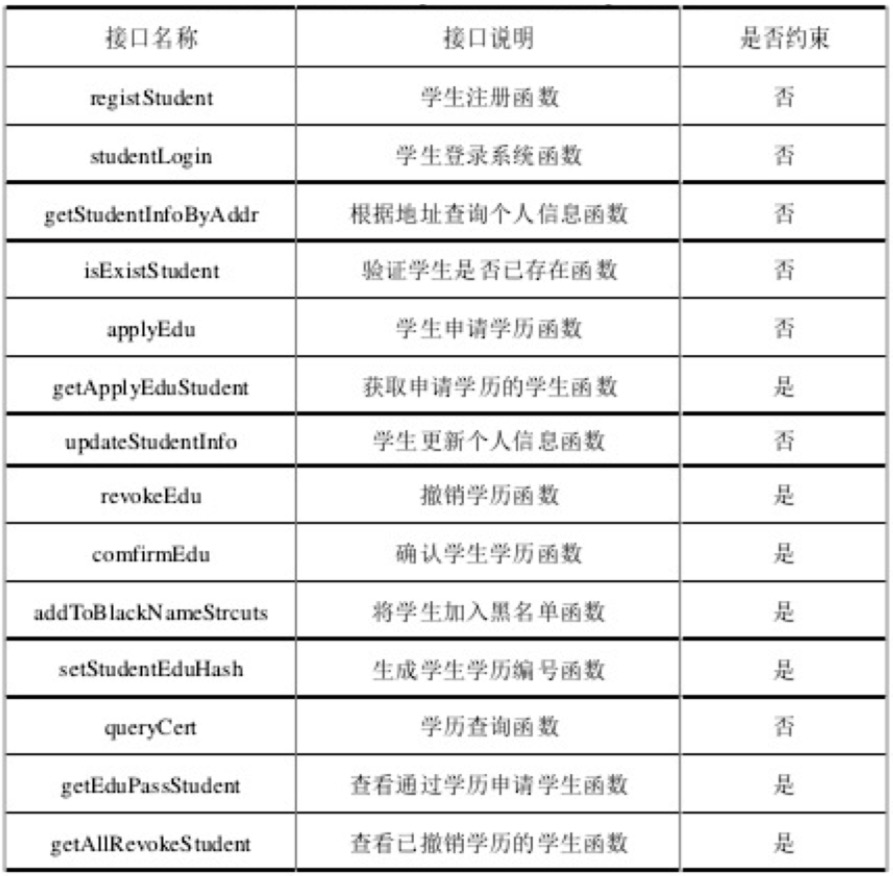 接口名称 接口说明 是否约束
registStudent 学生注册函数 否
studentLogin 学生登录系统函数 否
getStudentInfoByAddr 根据地址查询个人信息函数 否
isExistStudent 验证学生是否已存在函数 否
applyEdu 学生申请学历函数 否
getApplyEduStudent 获取申请学历的学生函数 是
updateStudentInfo 学生更新个人信息函数 否
revokeEdu 撤销学历函数 是
comfirmEdu 确认学生学历函数 是
addToBlackNameStrcuts 将学生加入黑名单函数 是
setStudentEduHash 生成学生学历编号函数 是
queryCert 学历查询函数 否
getEduPassStudent 查看通过学历申请学生函数 是
getAllRevokeStudent 查看已撤销学历的学生函数 是